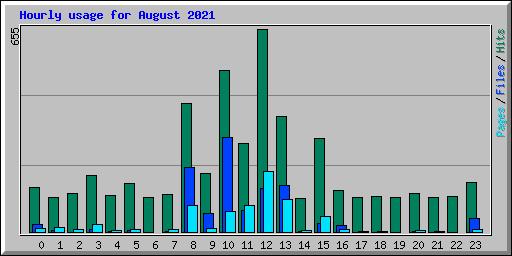 Hourly usage for August 2021
655
Pages/Files/Hits
0 1 2 3 4 5 6 7 8 9 10 11 12 13 14 15 16 17 18 19 20 21 22 23